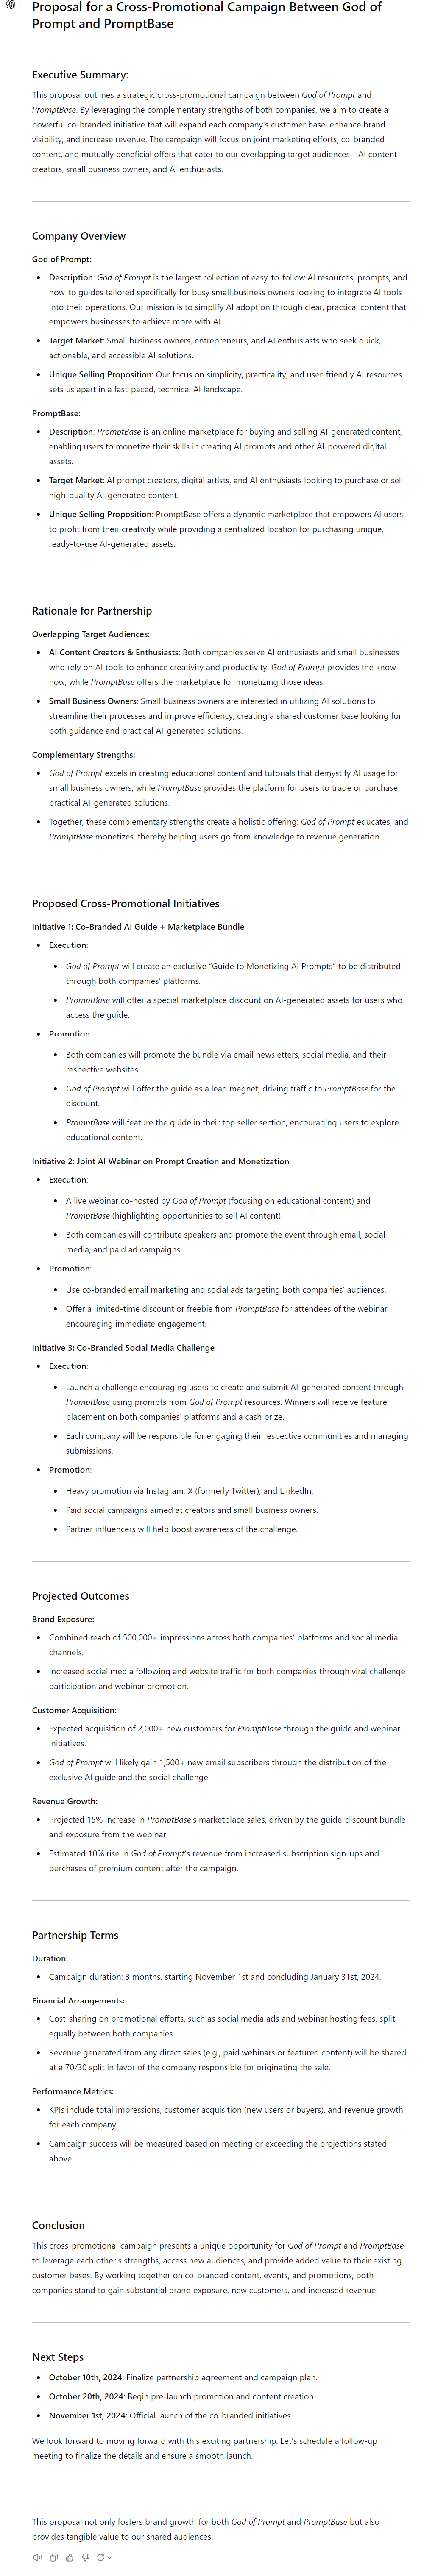 Proposal for a Cross-Promotional Campaign Between God of
Prompt and PromptBase
Executive Summary:
This proposal outlines a strategic cross-promotional campaign between God of Prompt and
PromptBase. By leveraging the complementary strengths of both companies, we aim to create a
powerful co-branded initiative that will expand each company's customer base, enhance brand
visibility, and increase revenue. The campaign will focus on joint marketing efforts, co-branded
content, and mutually beneficial offers that cater to our overlapping target audiences—AI content
creators, small business owners, and AI enthusiasts.
Company Overview
God of Prompt:
• Description: God of Prompt is the largest collection of easy-to-follow AI resources, prompts, and
how-to guides tailored specifically for busy small business owners looking to integrate AI tools
into their operations. Our mission is to simplify AI adoption through clear, practical content that
empowers businesses to achieve more with AI.
• Target Market: Small business owners, entrepreneurs, and AI enthusiasts who seek quick,
actionable, and accessible AI solutions.
• Unique Selling Proposition: Our focus on simplicity, practicality, and user-friendly AI resources
sets us apart in a fast-paced, technical AI landscape.
PromptBase:
• Description: PromptBase is an online marketplace for buying and selling AI-generated content,
enabling users to monetize their skills in creating AI prompts and other AI-powered digital
assets.
• Target Market: AI prompt creators, digital artists, and AI enthusiasts looking to purchase or sell
high-quality AI-generated content.
• Unique Selling Proposition: PromptBase offers a dynamic marketplace that empowers AI users
to profit from their creativity while providing a centralized location for purchasing unique,
ready-to-use AI-generated assets.
Rationale for Partnership
Overlapping Target Audiences:
• AI Content Creators & Enthusiasts: Both companies serve AI enthusiasts and small businesses
who rely on AI tools to enhance creativity and productivity. God of Prompt provides the know-
how, while PromptBase offers the marketplace for monetizing those ideas.
• Small Business Owners: Small business owners are interested in utilizing AI solutions to
streamline their processes and improve efficiency, creating a shared customer base looking for
both guidance and practical AI-generated solutions.
Complementary Strengths:
• God of Prompt excels in creating educational content and tutorials that demystify AI usage for
small business owners, while PromptBase provides the platform for users to trade or purchase
practical AI-generated solutions.
• Together, these complementary strengths create a holistic offering: God of Prompt educates, and
PromptBase monetizes, thereby helping users go from knowledge to revenue generation.
Proposed Cross-Promotional Initiatives
Initiative 1: Co-Branded AI Guide + Marketplace Bundle
• Execution:
• God of Prompt will create an exclusive "Guide to Monetizing AI Prompts" to be distributed
through both companies' platforms.
• PromptBase will offer a special marketplace discount on AI-generated assets for users who
access the guide.
• Promotion:
• Both companies will promote the bundle via email newsletters, social media, and their
respective websites.
• God of Prompt will offer the guide as a lead magnet, driving traffic to PromptBase for the
discount.
• PromptBase will feature the guide in their top seller section, encouraging users to explore
educational content.
Initiative 2: Joint AI Webinar on Prompt Creation and Monetization
• Execution:
• A live webinar co-hosted by God of Prompt (focusing on educational content) and
PromptBase (highlighting opportunities to sell AI content).
• Both companies will contribute speakers and promote the event through email, social
media, and paid ad campaigns.
• Promotion:
• Use co-branded email marketing and social ads targeting both companies' audiences.
• Offer a limited-time discount or freebie from PromptBase for attendees of the webinar,
encouraging immediate engagement.
Initiative 3: Co-Branded Social Media Challenge
• Execution:
• Launch a challenge encouraging users to create and submit AI-generated content through
PromptBase using prompts from God of Prompt resources. Winners will receive feature
placement on both companies' platforms and a cash prize.
• Each company will be responsible for engaging their respective communities and managing
submissions.
• Promotion:
• Heavy promotion via Instagram, X (formerly Twitter), and LinkedIn.
• Paid social campaigns aimed at creators and small business owners.
• Partner influencers will help boost awareness of the challenge.
Projected Outcomes
Brand Exposure:
• Combined reach of 500,000+ impressions across both companies' platforms and social media
channels.
• Increased social media following and website traffic for both companies through viral challenge
participation and webinar promotion.
Customer Acquisition:
• Expected acquisition of 2,000+ new customers for PromptBase through the guide and webinar
initiatives.
• God of Prompt will likely gain 1,500+ new email subscribers through the distribution of the
exclusive AI guide and the social challenge.
Revenue Growth:
• Projected 15% increase in PromptBase's marketplace sales, driven by the guide-discount bundle
and exposure from the webinar.
• Estimated 10% rise in God of Prompt's revenue from increased subscription sign-ups and
purchases of premium content after the campaign.
Partnership Terms
Duration:
• Campaign duration: 3 months, starting November 1st and concluding January 31st, 2024.
Financial Arrangements:
• Cost-sharing on promotional efforts, such as social media ads and webinar hosting fees, split
equally between both companies.
• Revenue generated from any direct sales (e.g., paid webinars or featured content) will be shared
at a 70/30 split in favor of the company responsible for originating the sale.
Performance Metrics:
• KPIs include total impressions, customer acquisition (new users or buyers), and revenue growth
for each company.
• Campaign success will be measured based on meeting or exceeding the projections stated
above.
Conclusion
This cross-promotional campaign presents a unique opportunity for God of Prompt and PromptBase
to leverage each other's strengths, access new audiences, and provide added value to their existing
customer bases. By working together on co-branded content, events, and promotions, both
companies stand to gain substantial brand exposure, new customers, and increased revenue.
Next Steps
• October 10th, 2024: Finalize partnership agreement and campaign plan.
• October 20th, 2024: Begin pre-launch promotion and content creation.
• November 1st, 2024: Official launch of the co-branded initiatives.
We look forward to moving forward with this exciting partnership. Let's schedule a follow-up
meeting to finalize the details and ensure a smooth launch.
This proposal not only fosters brand growth for both God of Prompt and PromptBase but also
provides tangible value to our shared audiences.